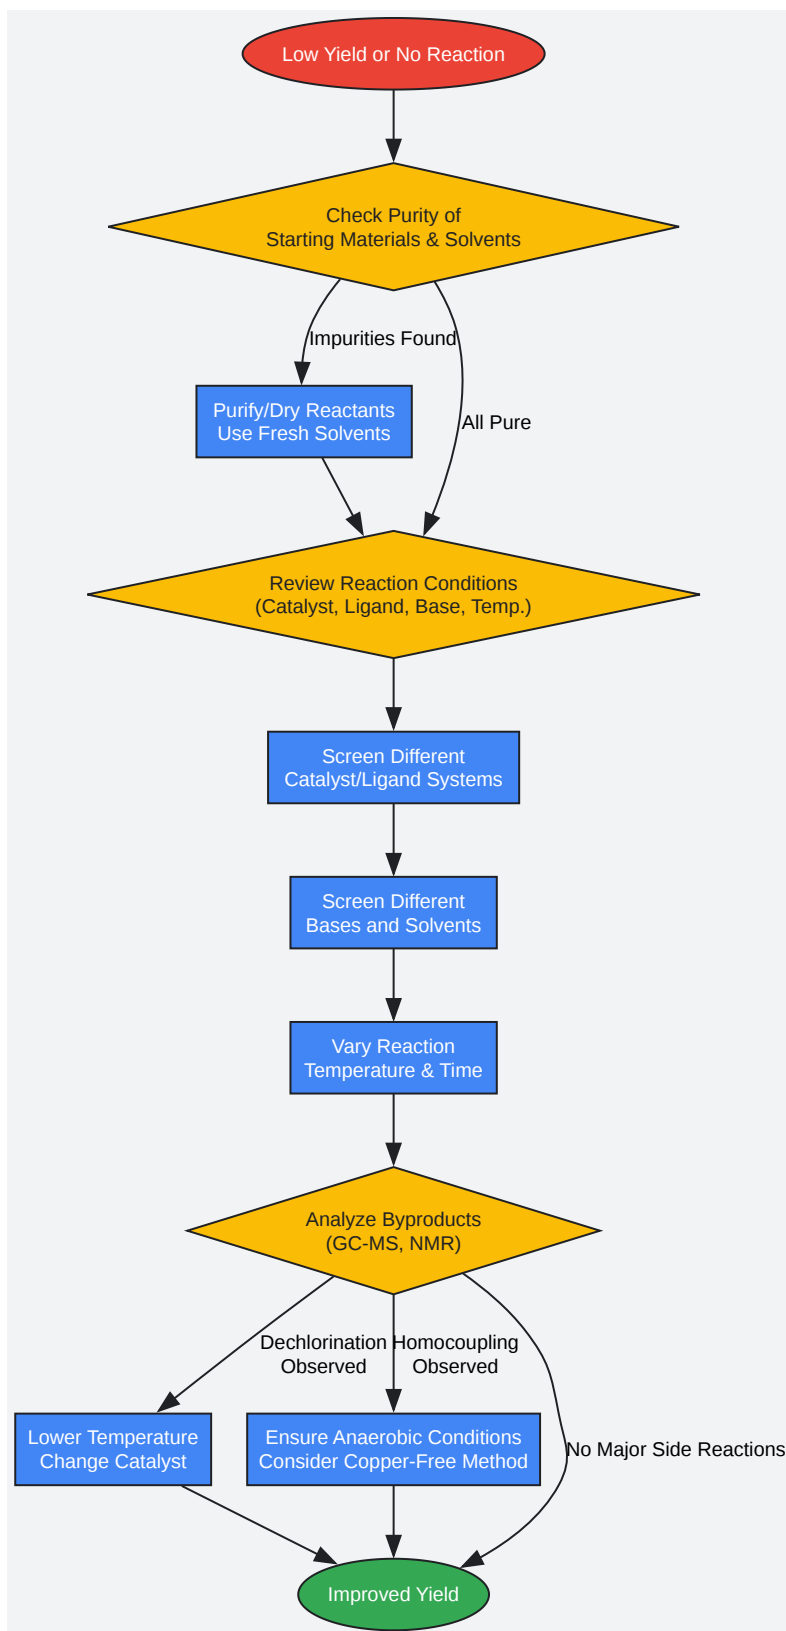 Low Yield or No Reaction
Check Purity of
Starting Materials & Solvents
Impurities Found
Purify/Dry Reactants
Use Fresh Solvents
All Pure
Review Reaction Conditions
(Catalyst, Ligand, Base, Temp.)
Screen Different
Catalyst/Ligand Systems
Screen Different
Bases and Solvents
Vary Reaction
Temperature & Time
Analyze Byproducts
(GC-MS, NMR)
Dechlorination
Observed
Homocoupling
Observed
No Major Side Reactions
Lower Temperature
Change Catalyst
Ensure Anaerobic Conditions
Consider Copper-Free Method
Improved Yield